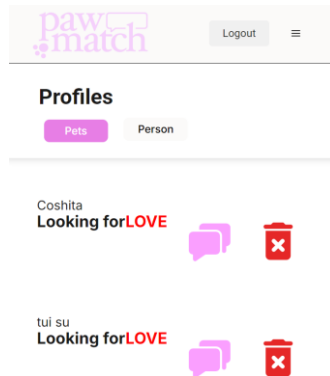 paw
match
Logout
Profiles
Pets Person
Coshita
Looking forLOVE
tui su
Looking forLOVE